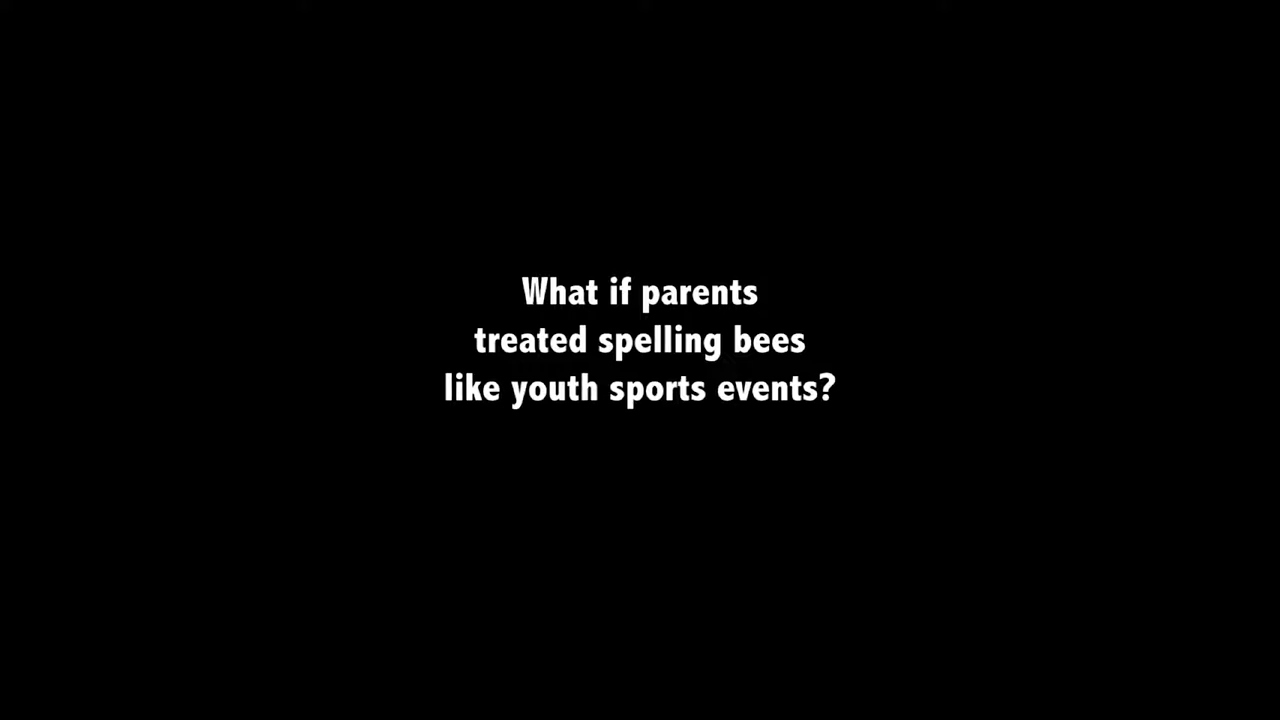 What if parents
treated spelling bees
like youth sports events?